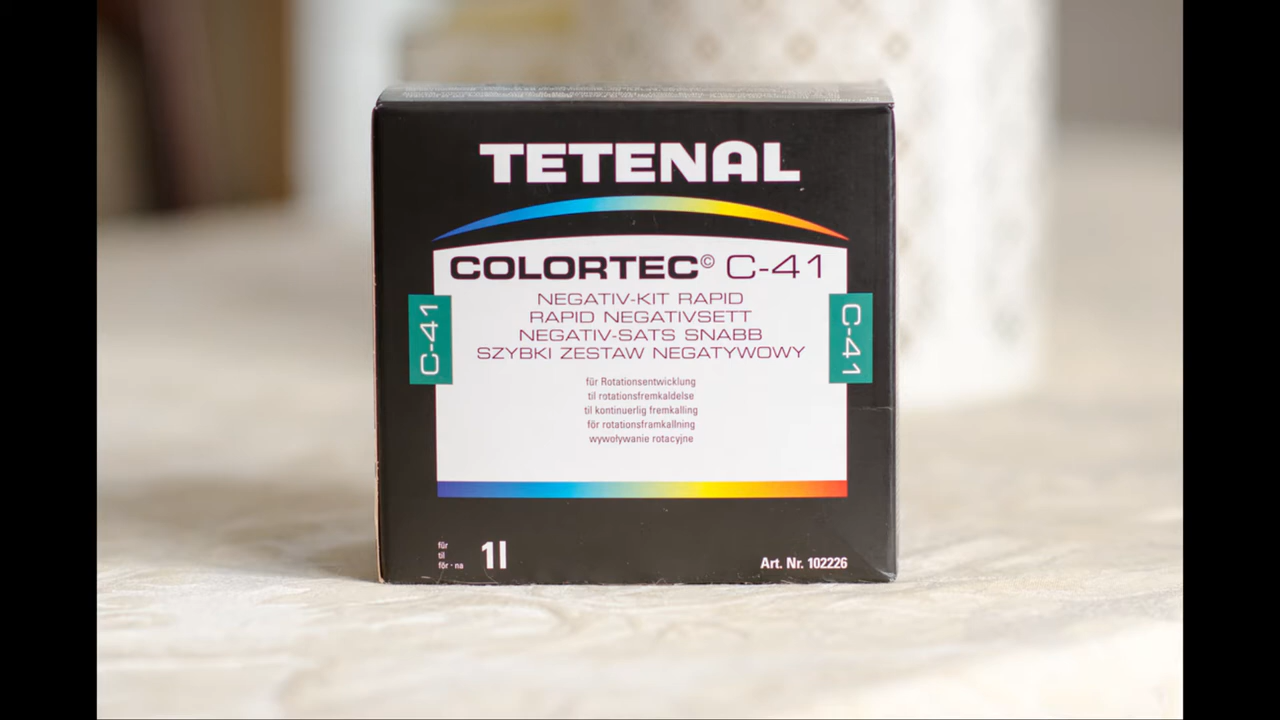 TETENAL
COLORTEC© C-41
NEGATIV-KIT RAPID
RAPID NEGATIVSETT
NEGATIV-SATS SNABB
SZYBKI ZESTAW NEGATYWOWY
C-41
C-41
für Rotationsentwicklung
til rotationsfremkaldelse
til kontinuerlig fremkalling
för rotationsframkallning
wywoływanie rotacyjne
für
til
för · na
1l
Art. Nr. 102226